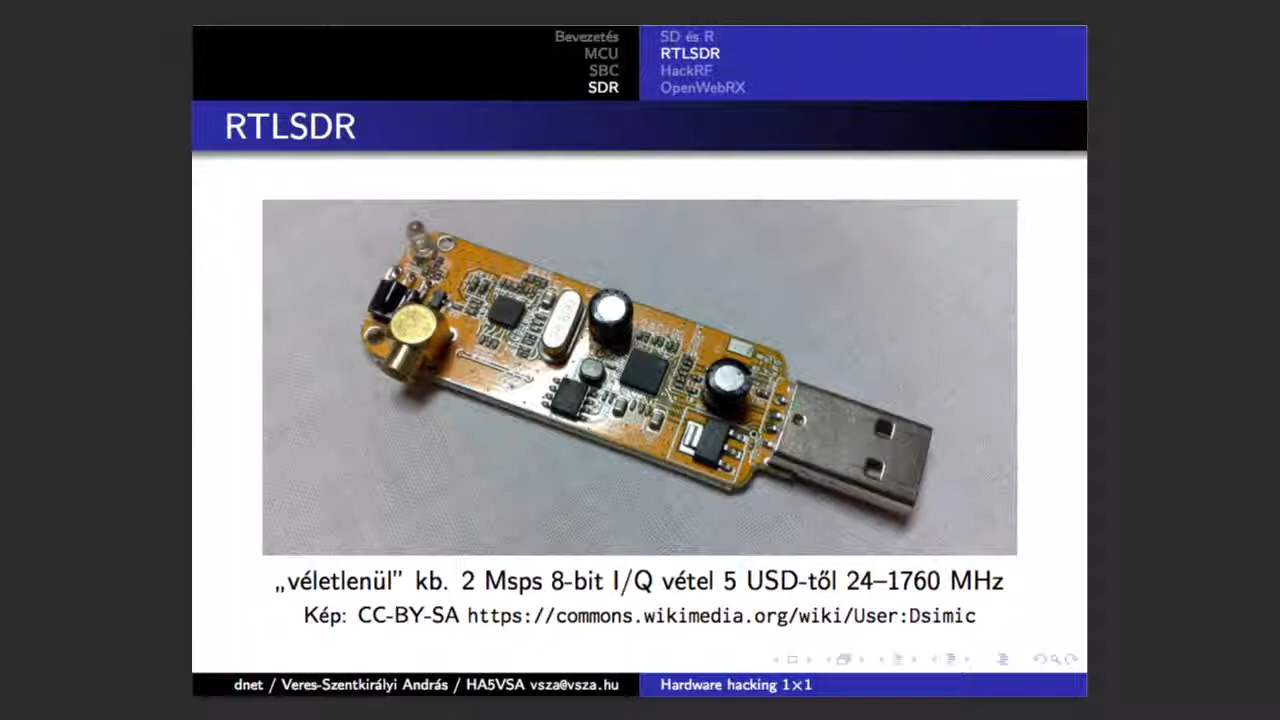 Bevezetés
MCU
SBC
SDR
SD és R
RTLSDR
HackRF
OpenWebRX
RTLSDR
„véletlenül” kb. 2 Msps 8-bit I/Q vétel 5 USD-től 24–1760 MHz
Kép: CC-BY-SA https://commons.wikimedia.org/wiki/User:Dsimic
dnet / Veres-Szentkirályi András / HA5VSA vsza@vsza.hu
Hardware hacking 1×1